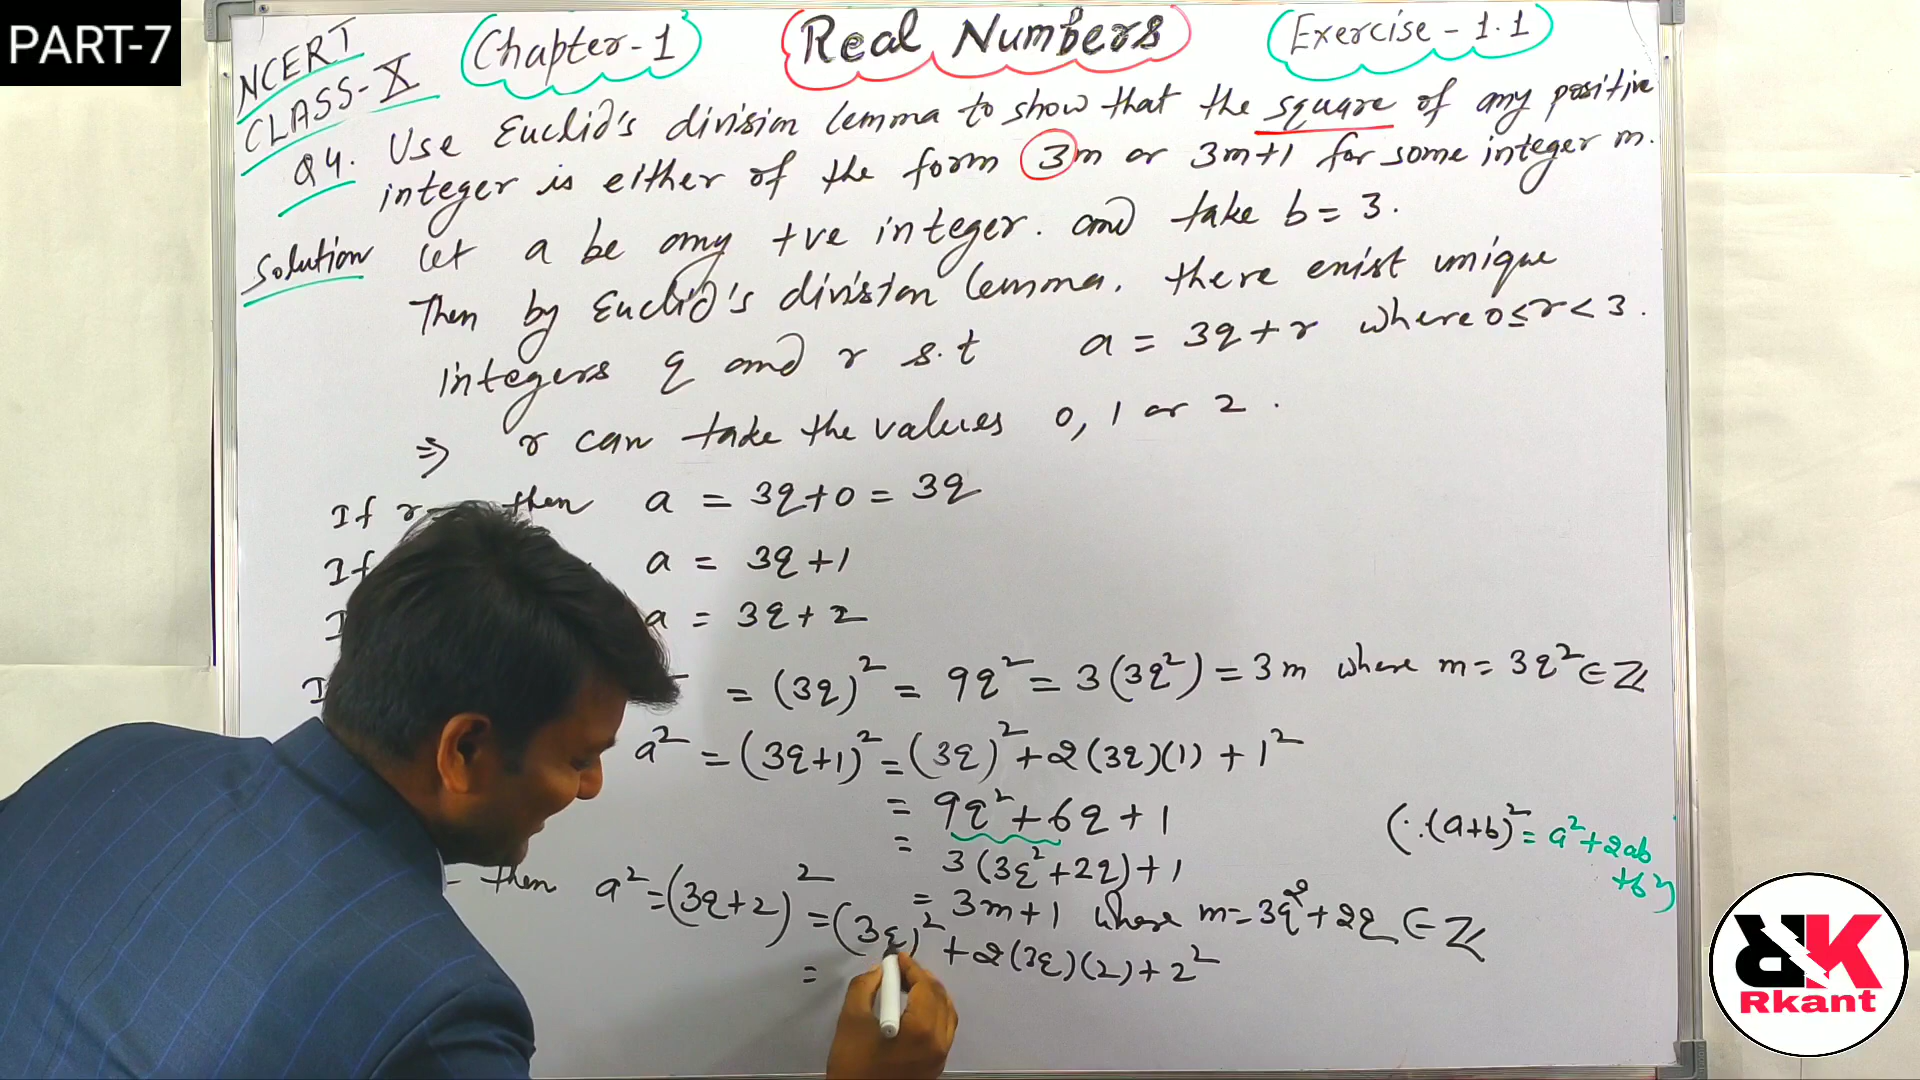 PART-7
NCERT
CLASS-X
Chapter-1
Real Numbers
Exercise-1.1
Q4. Use Euclid's division lemma to show that the square of any positive
integer is either of the form 3m or 3m+1 for some integer m.
Solution Let a be any +ve integer. and take b = 3.
Then by Euclid's division lemma. there exist unique
integers q and r s.t a = 3q+r where 0≤r<3.
⇒ r can take the values 0, 1 or 2.
If r then a = 3q+0 = 3q
If a = 3q+1
a = 3q+2
= (3q)² = 9q² = 3(3q²) = 3m where m = 3q² ∈ Z
a² = (3q+1)² = (3q)² + 2(3q)(1) + 1²
= 9q² + 6q + 1
= 3(3q²+2q)+1
(∵(a+b)² = a²+2ab
+b²)
= 3m+1 where m = 3q²+2q ∈ Z
then a² = (3q+2)² = (3q)² + 2(3q)(2) + 2²
=
RK
Rkant